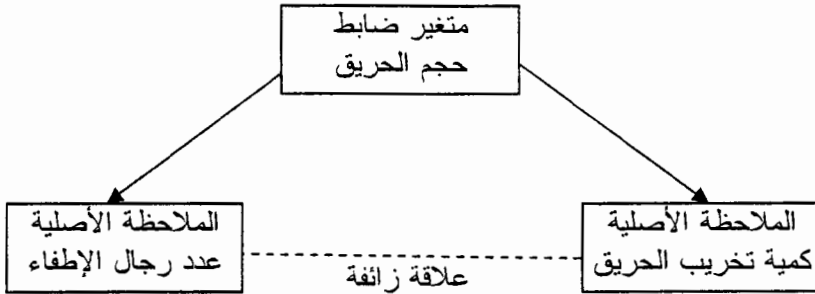 متغير ضابط
حجم الحريق
الملاحظة الأصلية
كمية تخريب الحريق
الملاحظة الأصلية
عدد رجال الإطفاء
علاقة زائفة